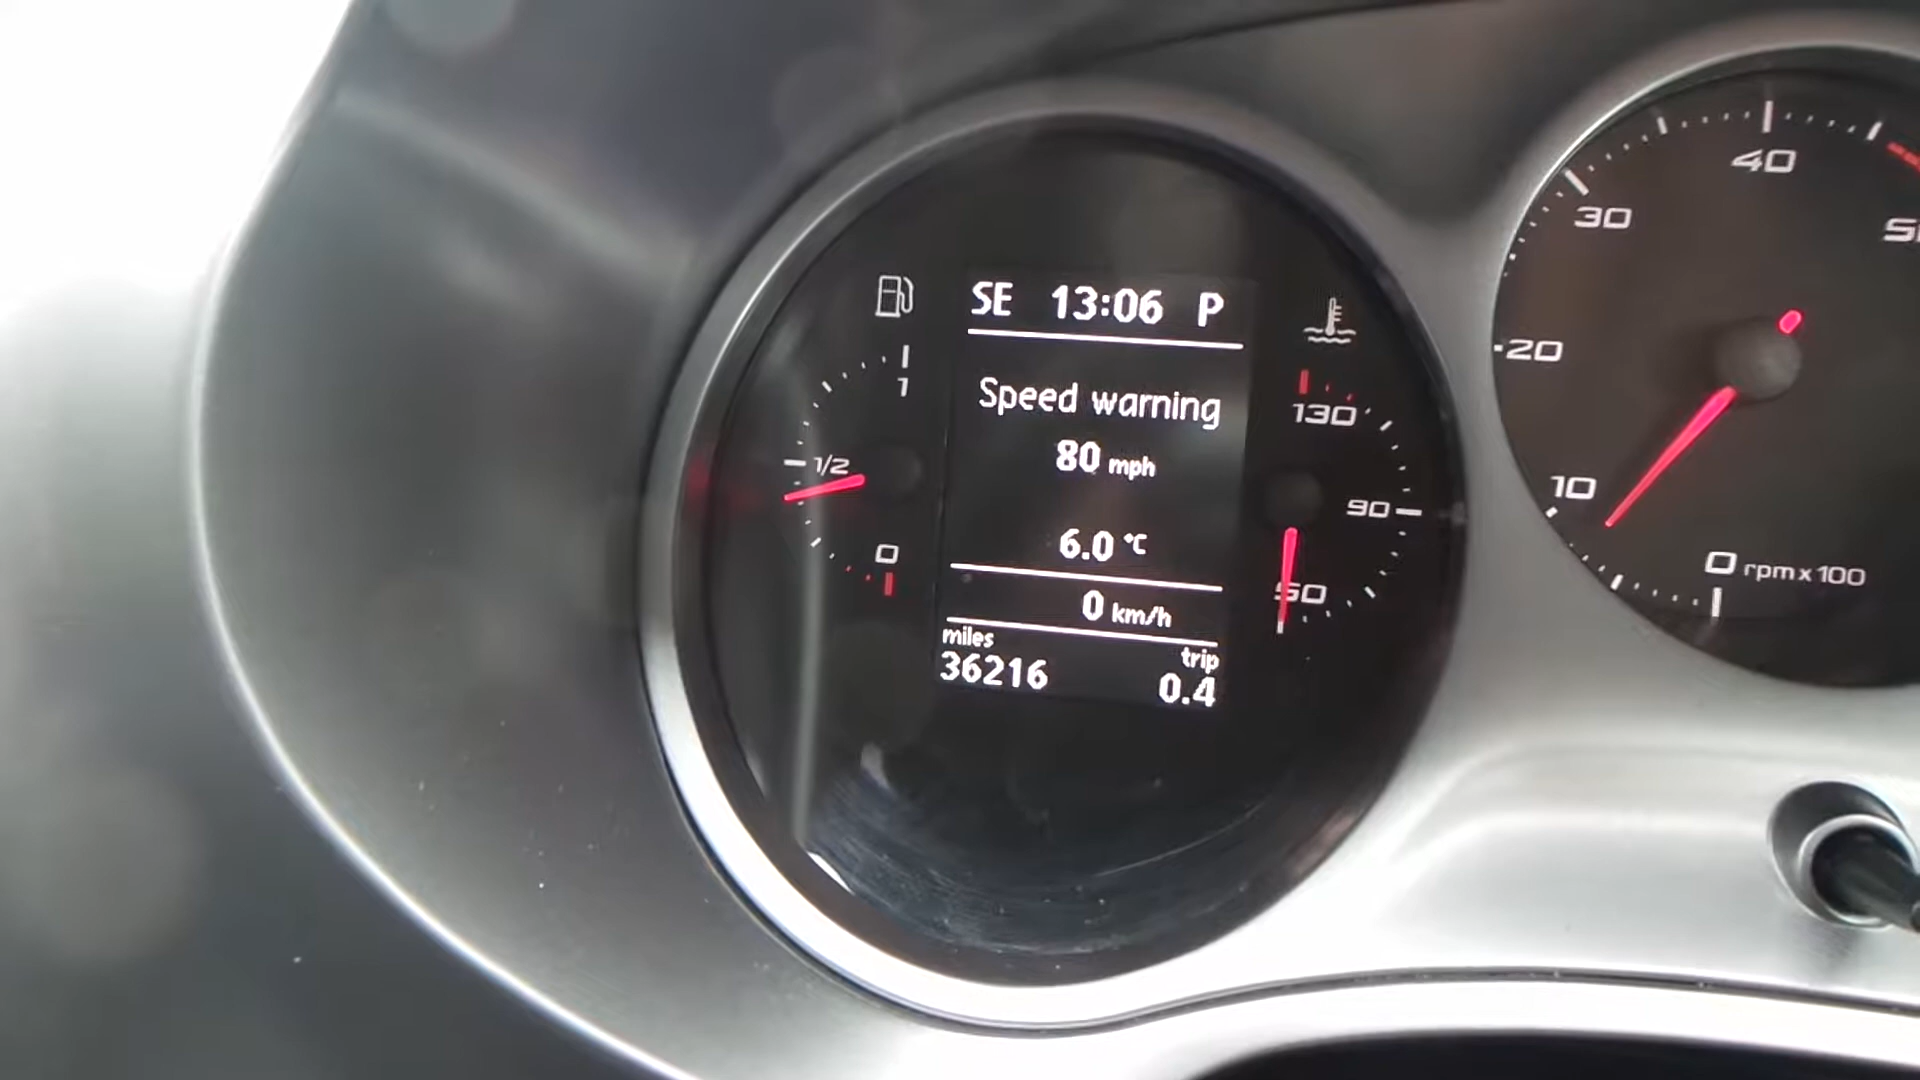 SE 13:06 P
1
1/2
0
Speed warning
80 mph
6.0 °C
0 km/h
miles trip
36216 0.4
130
90
50
40
30
20
10
0 rpm x 100